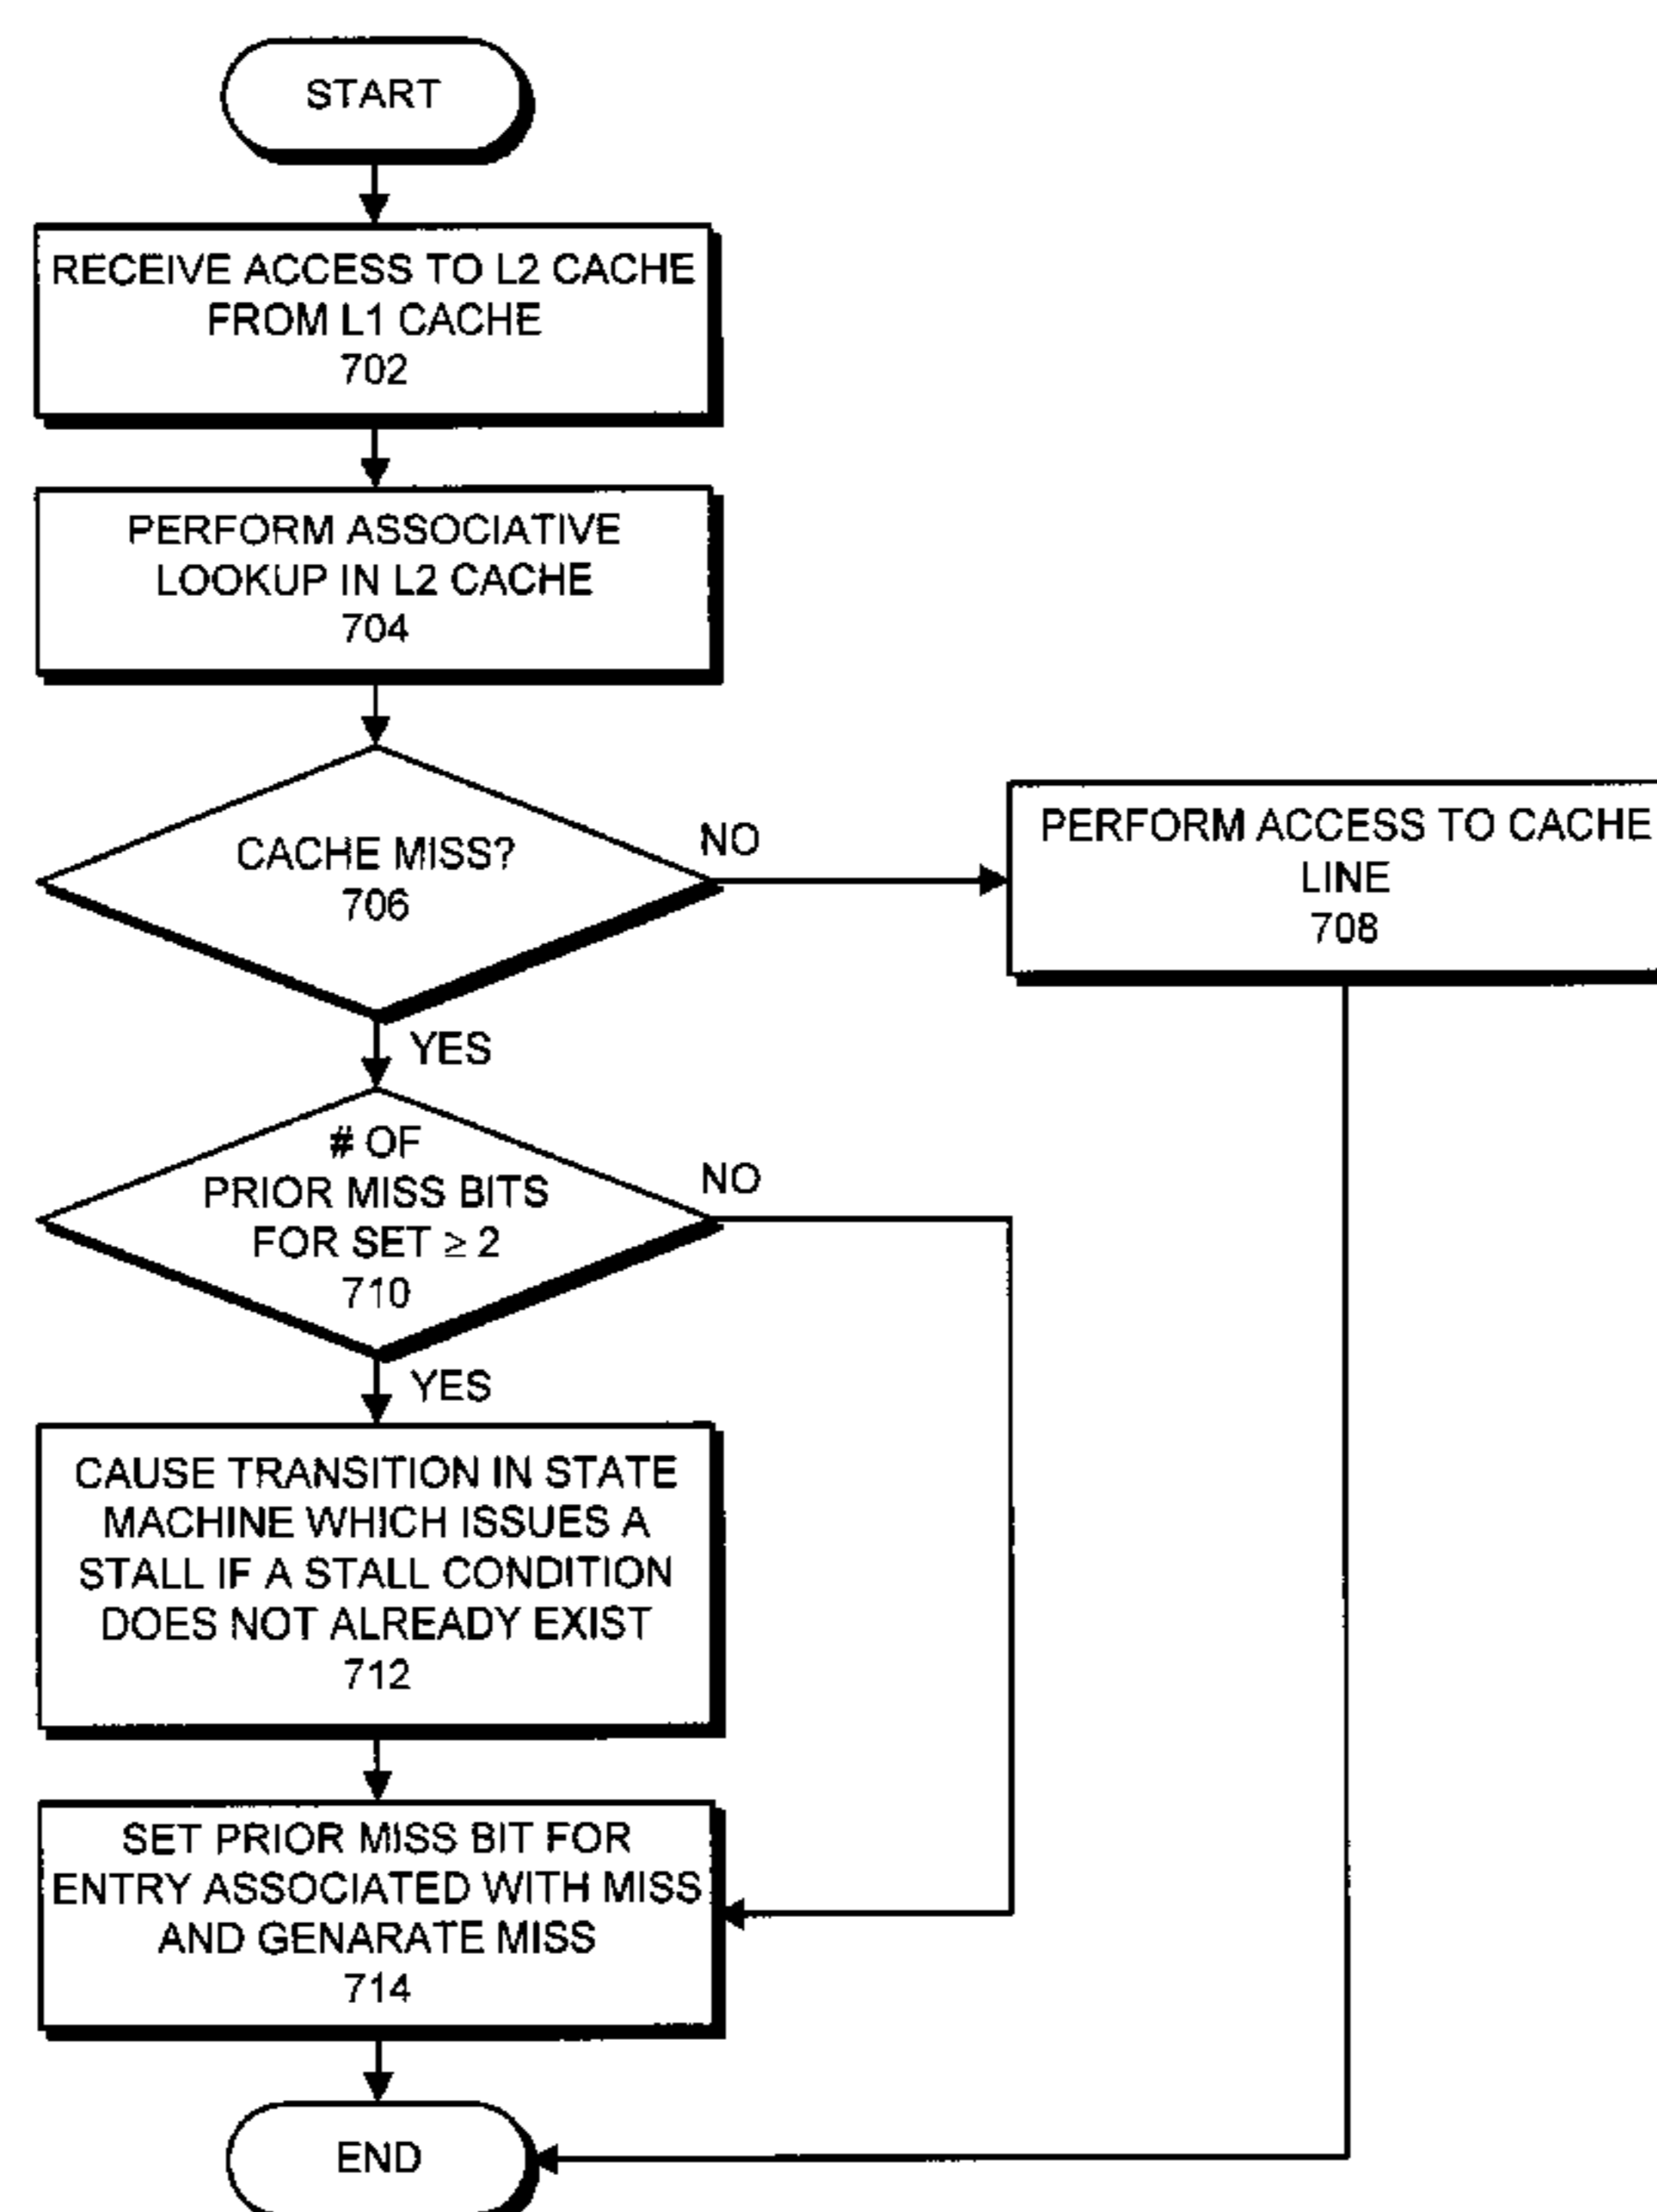 START
RECEIVE ACCESS TO L2 CACHE
FROM L1 CACHE
702
PERFORM ASSOCIATIVE
LOOKUP IN L2 CACHE
704
CACHE MISS?
706
NO
PERFORM ACCESS TO CACHE
LINE
708
YES
# OF
PRIOR MISS BITS
FOR SET ≥ 2
710
NO
YES
CAUSE TRANSITION IN STATE
MACHINE WHICH ISSUES A
STALL IF A STALL CONDITION
DOES NOT ALREADY EXIST
712
SET PRIOR MISS BIT FOR
ENTRY ASSOCIATED WITH MISS
AND GENARATE MISS
714
END